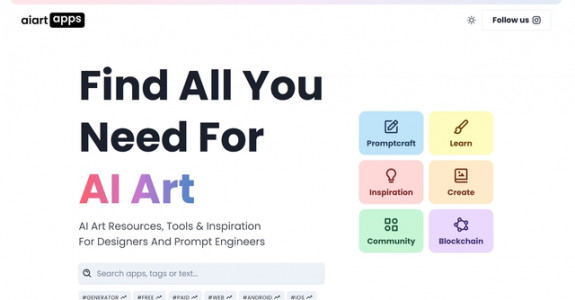 aiart apps
Follow us
Find All You
Need For
AI Art
AI Art Resources, Tools & Inspiration
For Designers And Prompt Engineers
Search apps, tags or text...
#GENERATOR #FREE #PAID #WEB #ANDROID #IOS
Promptcraft Learn
Inspiration Create
Community Blockchain